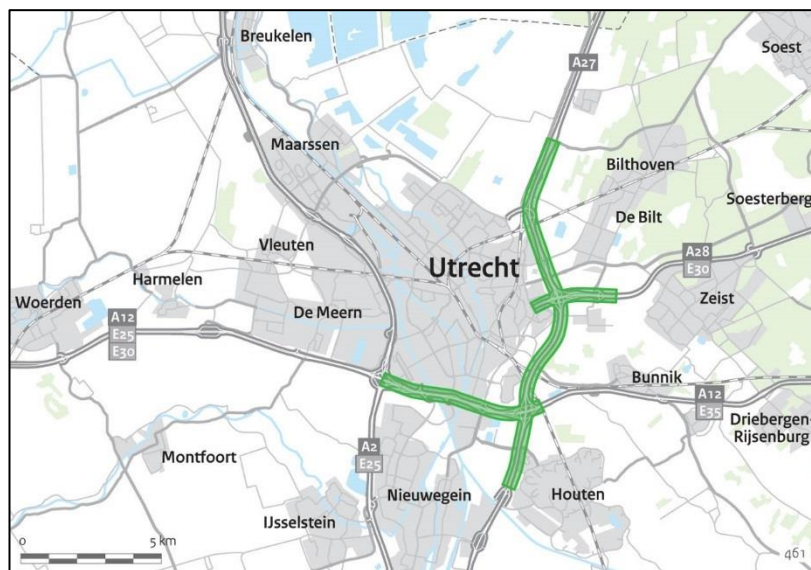 Breukelen
Soest
A27
Maarssen
Bilthoven
De Bilt
Soesterberg
Vleuten
Utrecht
A28
E30
Harmelen
Woerden
A12
E25
E30
De Meern
Zeist
Bunnik
A12
E35
Driebergen-
Rijsenburg
Montfoort
A2
E25
Nieuwegein
Houten
IJsselstein
0 5 km
461